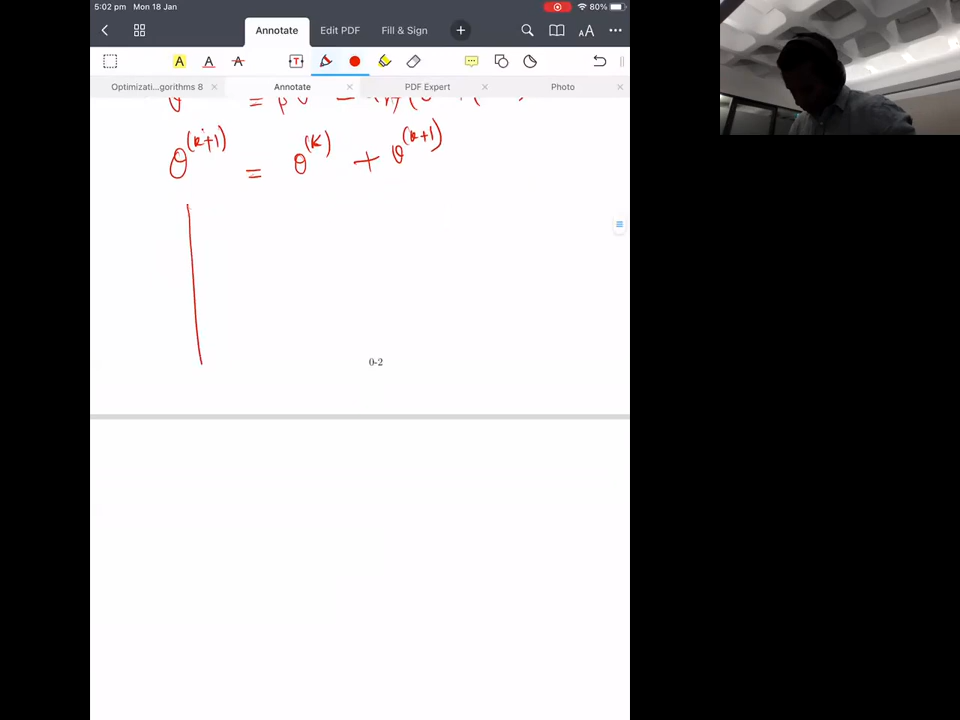 5:02 pm Mon 18 Jan 80%
Annotate Edit PDF Fill & Sign
A A A T AA
Optimizati...gorithms 8 Annotate PDF Expert Photo
θ^(k+1) = θ^(k) + v^(k+1)
0-2